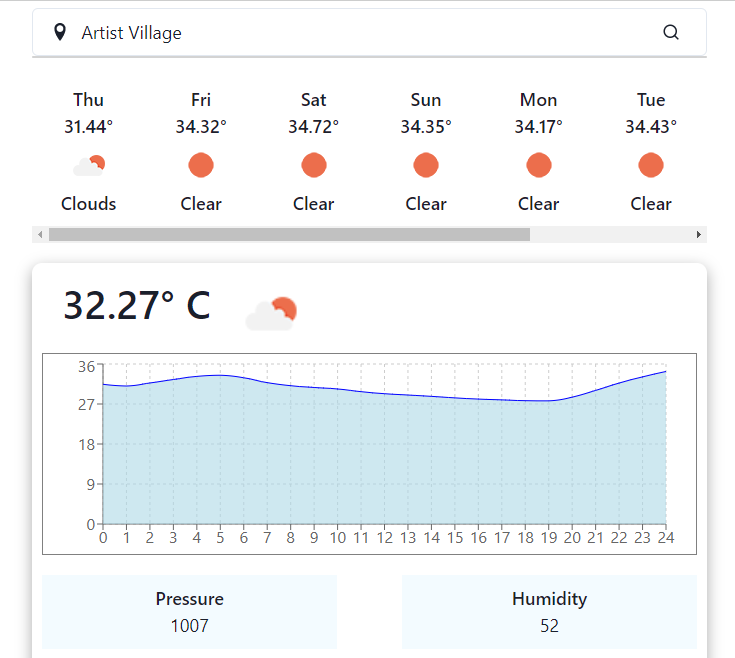 Artist Village
Thu Fri Sat Sun Mon Tue
31.44° 34.32° 34.72° 34.35° 34.17° 34.43°
Clouds Clear Clear Clear Clear Clear
32.27° C
36
27
18
9
0
0 1 2 3 4 5 6 7 8 9 10 11 12 13 14 15 16 17 18 19 20 21 22 23 24
Pressure Humidity
1007 52